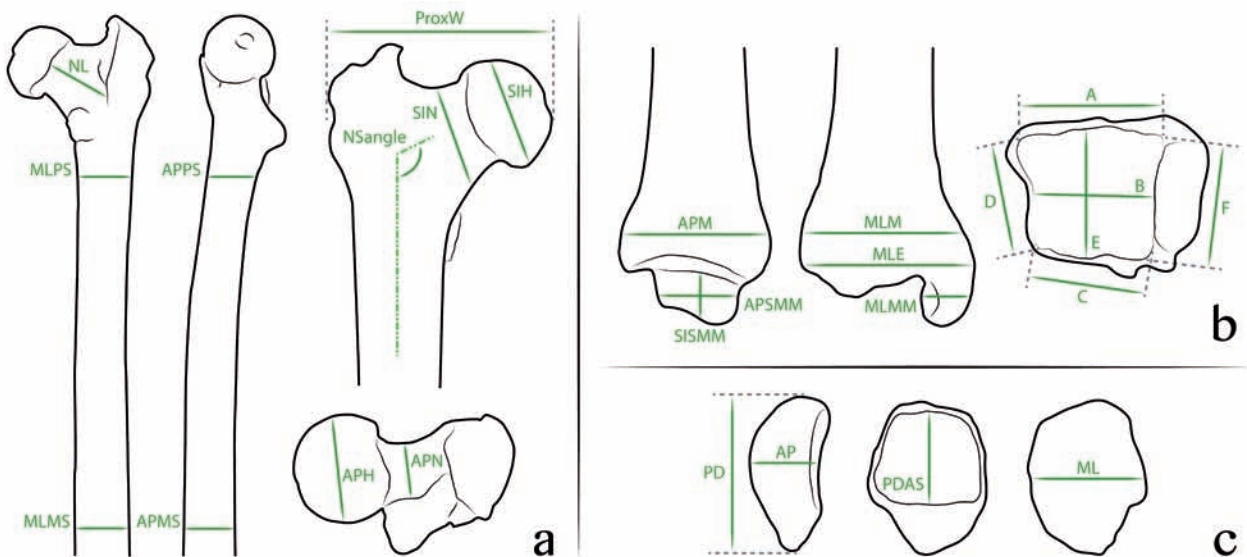 ProxW
NL
SIH
SIN
NSangle
MLPS
APPS
APH
APN
MLMS
APMS
a
A
B
D
F
E
C
APM
MLM
MLE
APSMM
MLMM
SISMM
b
PD
AP
PDAS
ML
c